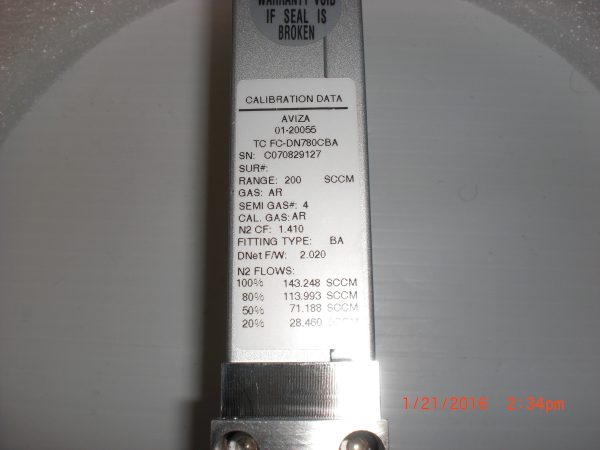 WARRANTY VOID
IF SEAL IS
BROKEN
CALIBRATION DATA
AVIZA
01-20055
TC FC-DN780CBA
SN: C070829127
SUR#:
RANGE: 200 SCCM
GAS: AR
SEMI GAS#: 4
CAL. GAS: AR
N2 CF: 1.410
FITTING TYPE: BA
DNet F/W: 2.020
N2 FLOWS:
100% 143.248 SCCM
80% 113.993 SCCM
50% 71.188 SCCM
20% 28.460 SCCM
1/21/2016 2:34pm